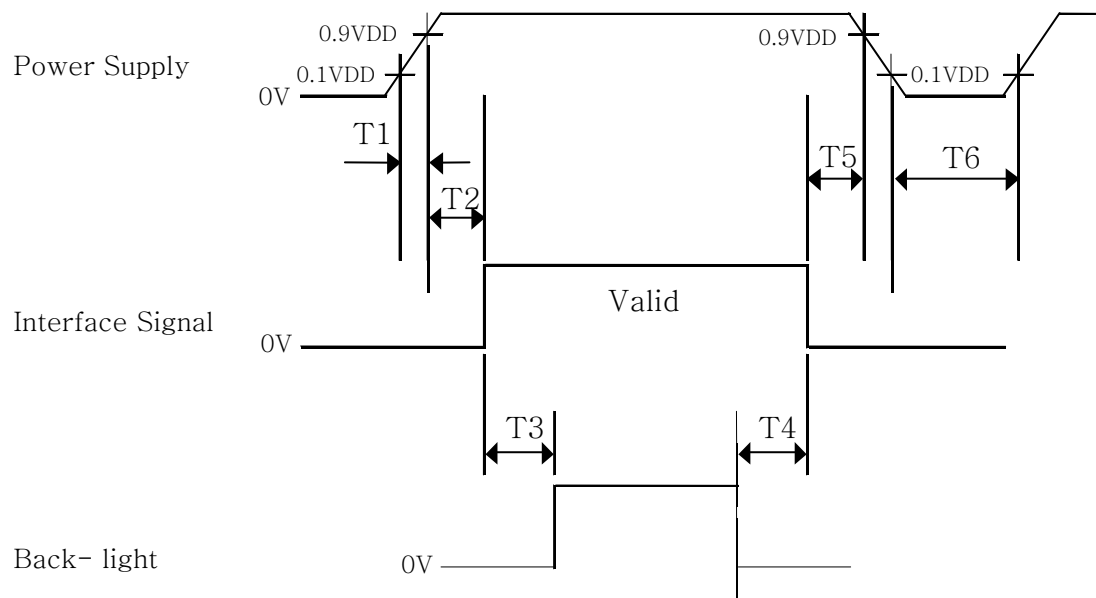 0.9VDD
0.9VDD
Power Supply
0.1VDD
0.1VDD
0V
T1
T5
T6
T2
Valid
Interface Signal
0V
T3
T4
Back- light
0V